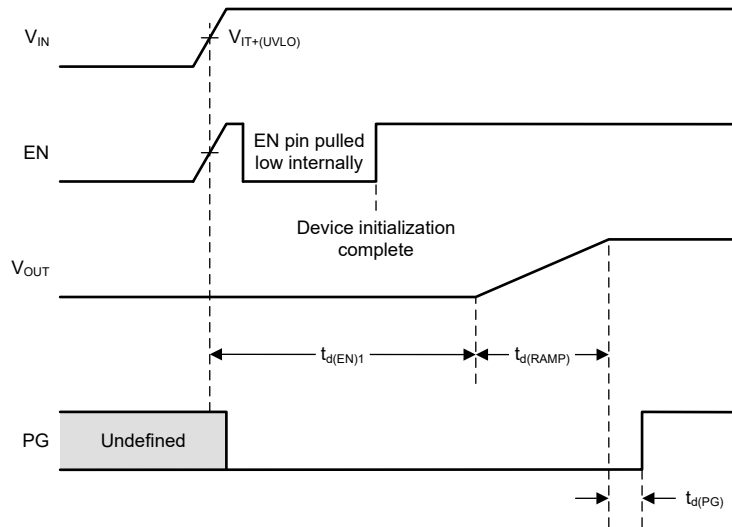 VIN
VIT+(UVLO)
EN
EN pin pulled
low internally
Device initialization
complete
VOUT
td(EN)1
td(RAMP)
PG
Undefined
td(PG)